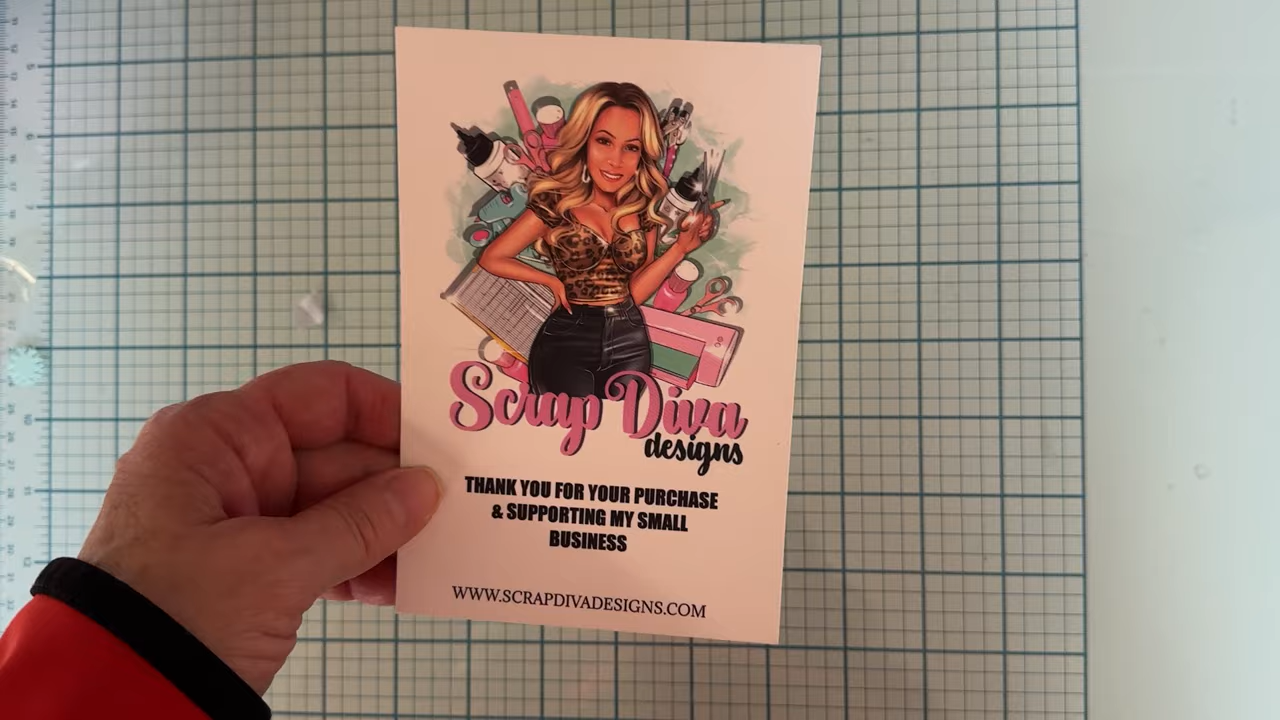 Scrap Diva
designs
THANK YOU FOR YOUR PURCHASE
& SUPPORTING MY SMALL
BUSINESS
WWW.SCRAPDIVADESIGNS.COM